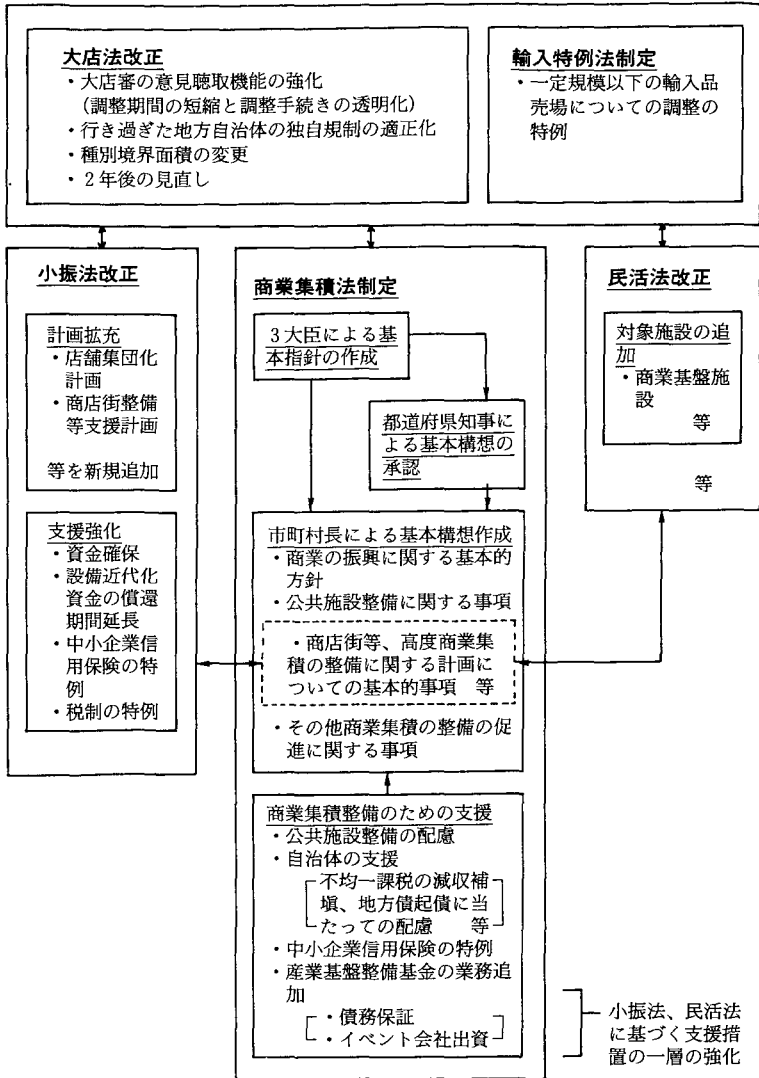 大店法改正
・大店審の意見聴取機能の強化
(調整期間の短縮と調整手続きの透明化)
・行き過ぎた地方自治体の独自規制の適正化
・種別境界面積の変更
・2年後の見直し
輸入特例法制定
・一定規模以下の輸入品
売場についての調整の
特例
小振法改正
計画拡充
・店舗集団化
計画
・商店街整備
等支援計画
等を新規追加
支援強化
・資金確保
・設備近代化
資金の償還
期間延長
・中小企業信
用保険の特
例
・税制の特例
商業集積法制定
3大臣による基
本指針の作成
都道府県知事に
よる基本構想の
承認
市町村長による基本構想作成
・商業の振興に関する基本的
方針
・公共施設整備に関する事項
・商店街等、高度商業集
積の整備に関する計画に
ついての基本的事項 等
・その他商業集積の整備の促
進に関する事項
商業集積整備のための支援
・公共施設整備の配慮
・自治体の支援
不均一課税の減収補
塡、地方債起債に当
たっての配慮 等
・中小企業信用保険の特例
・産業基盤整備基金の業務追
加
・債務保証
・イベント会社出資
民活法改正
対象施設の追
加
・商業基盤施
設
等
等
小振法、民活法
に基づく支援措
置の一層の強化